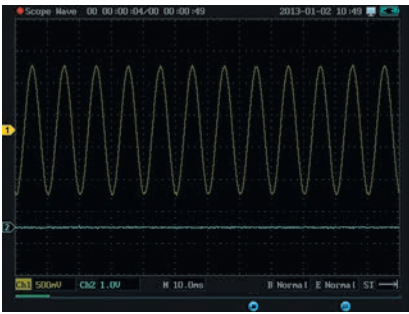 Scope Wave 00 00:00:04/00 00:00:49 2013-01-02 10:49
1
2
Ch1 500mV Ch2 1.0V M 10.0ms B Normal E Normal SI